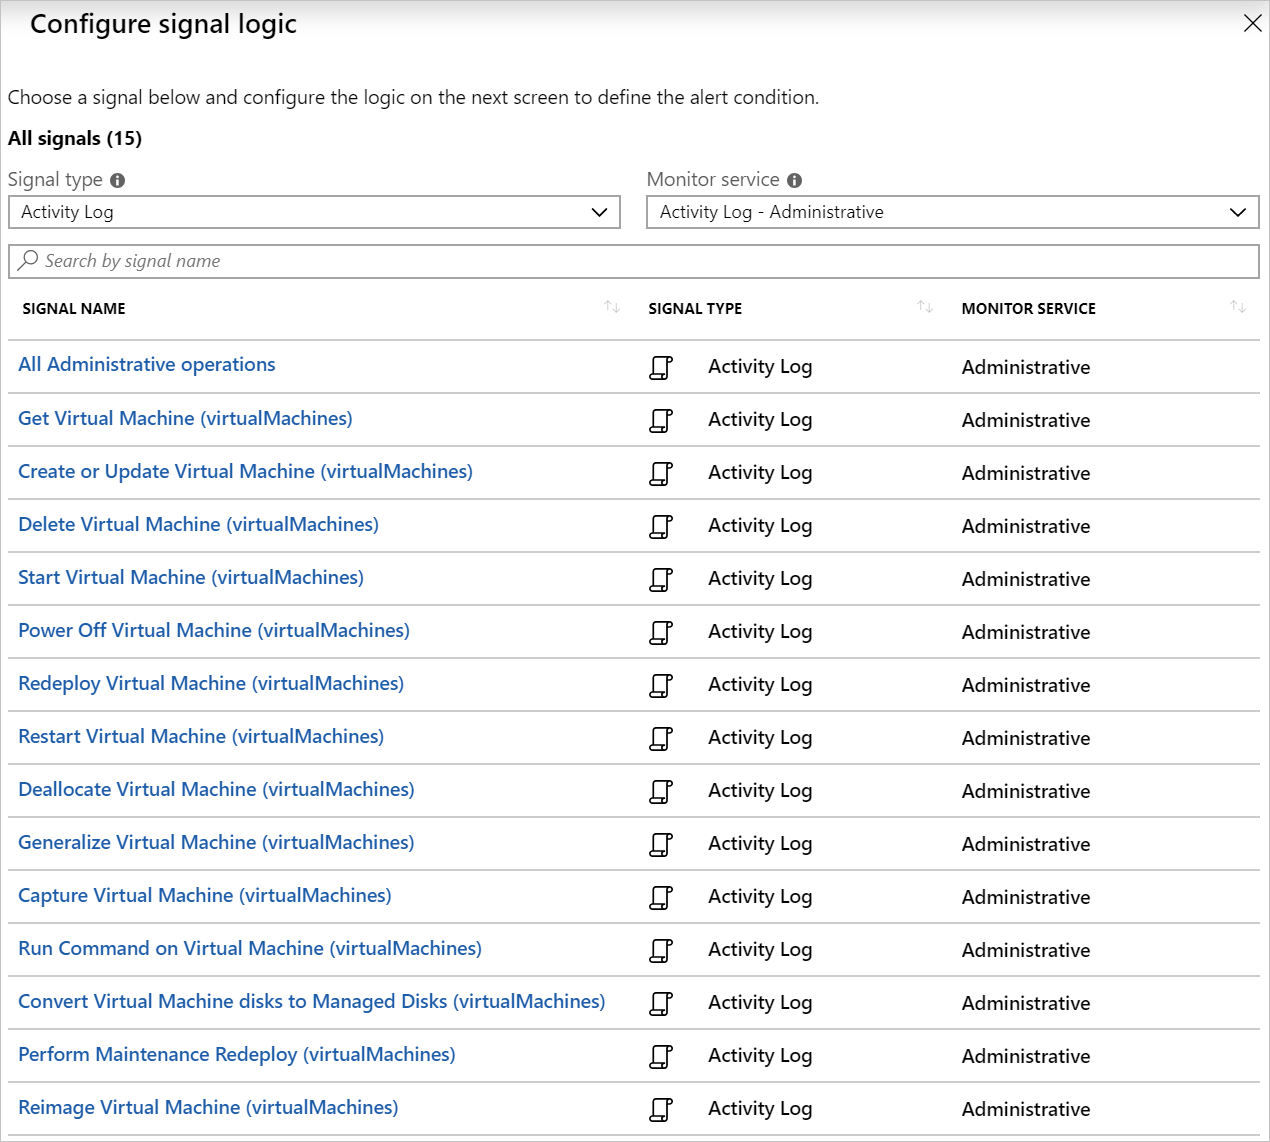 Configure signal logic
Choose a signal below and configure the logic on the next screen to define the alert condition.
All signals (15)
Signal type Monitor service
Activity Log Activity Log - Administrative
Search by signal name
SIGNAL NAME SIGNAL TYPE MONITOR SERVICE
All Administrative operations Activity Log Administrative
Get Virtual Machine (virtualMachines) Activity Log Administrative
Create or Update Virtual Machine (virtualMachines) Activity Log Administrative
Delete Virtual Machine (virtualMachines) Activity Log Administrative
Start Virtual Machine (virtualMachines) Activity Log Administrative
Power Off Virtual Machine (virtualMachines) Activity Log Administrative
Redeploy Virtual Machine (virtualMachines) Activity Log Administrative
Restart Virtual Machine (virtualMachines) Activity Log Administrative
Deallocate Virtual Machine (virtualMachines) Activity Log Administrative
Generalize Virtual Machine (virtualMachines) Activity Log Administrative
Capture Virtual Machine (virtualMachines) Activity Log Administrative
Run Command on Virtual Machine (virtualMachines) Activity Log Administrative
Convert Virtual Machine disks to Managed Disks (virtualMachines) Activity Log Administrative
Perform Maintenance Redeploy (virtualMachines) Activity Log Administrative
Reimage Virtual Machine (virtualMachines) Activity Log Administrative